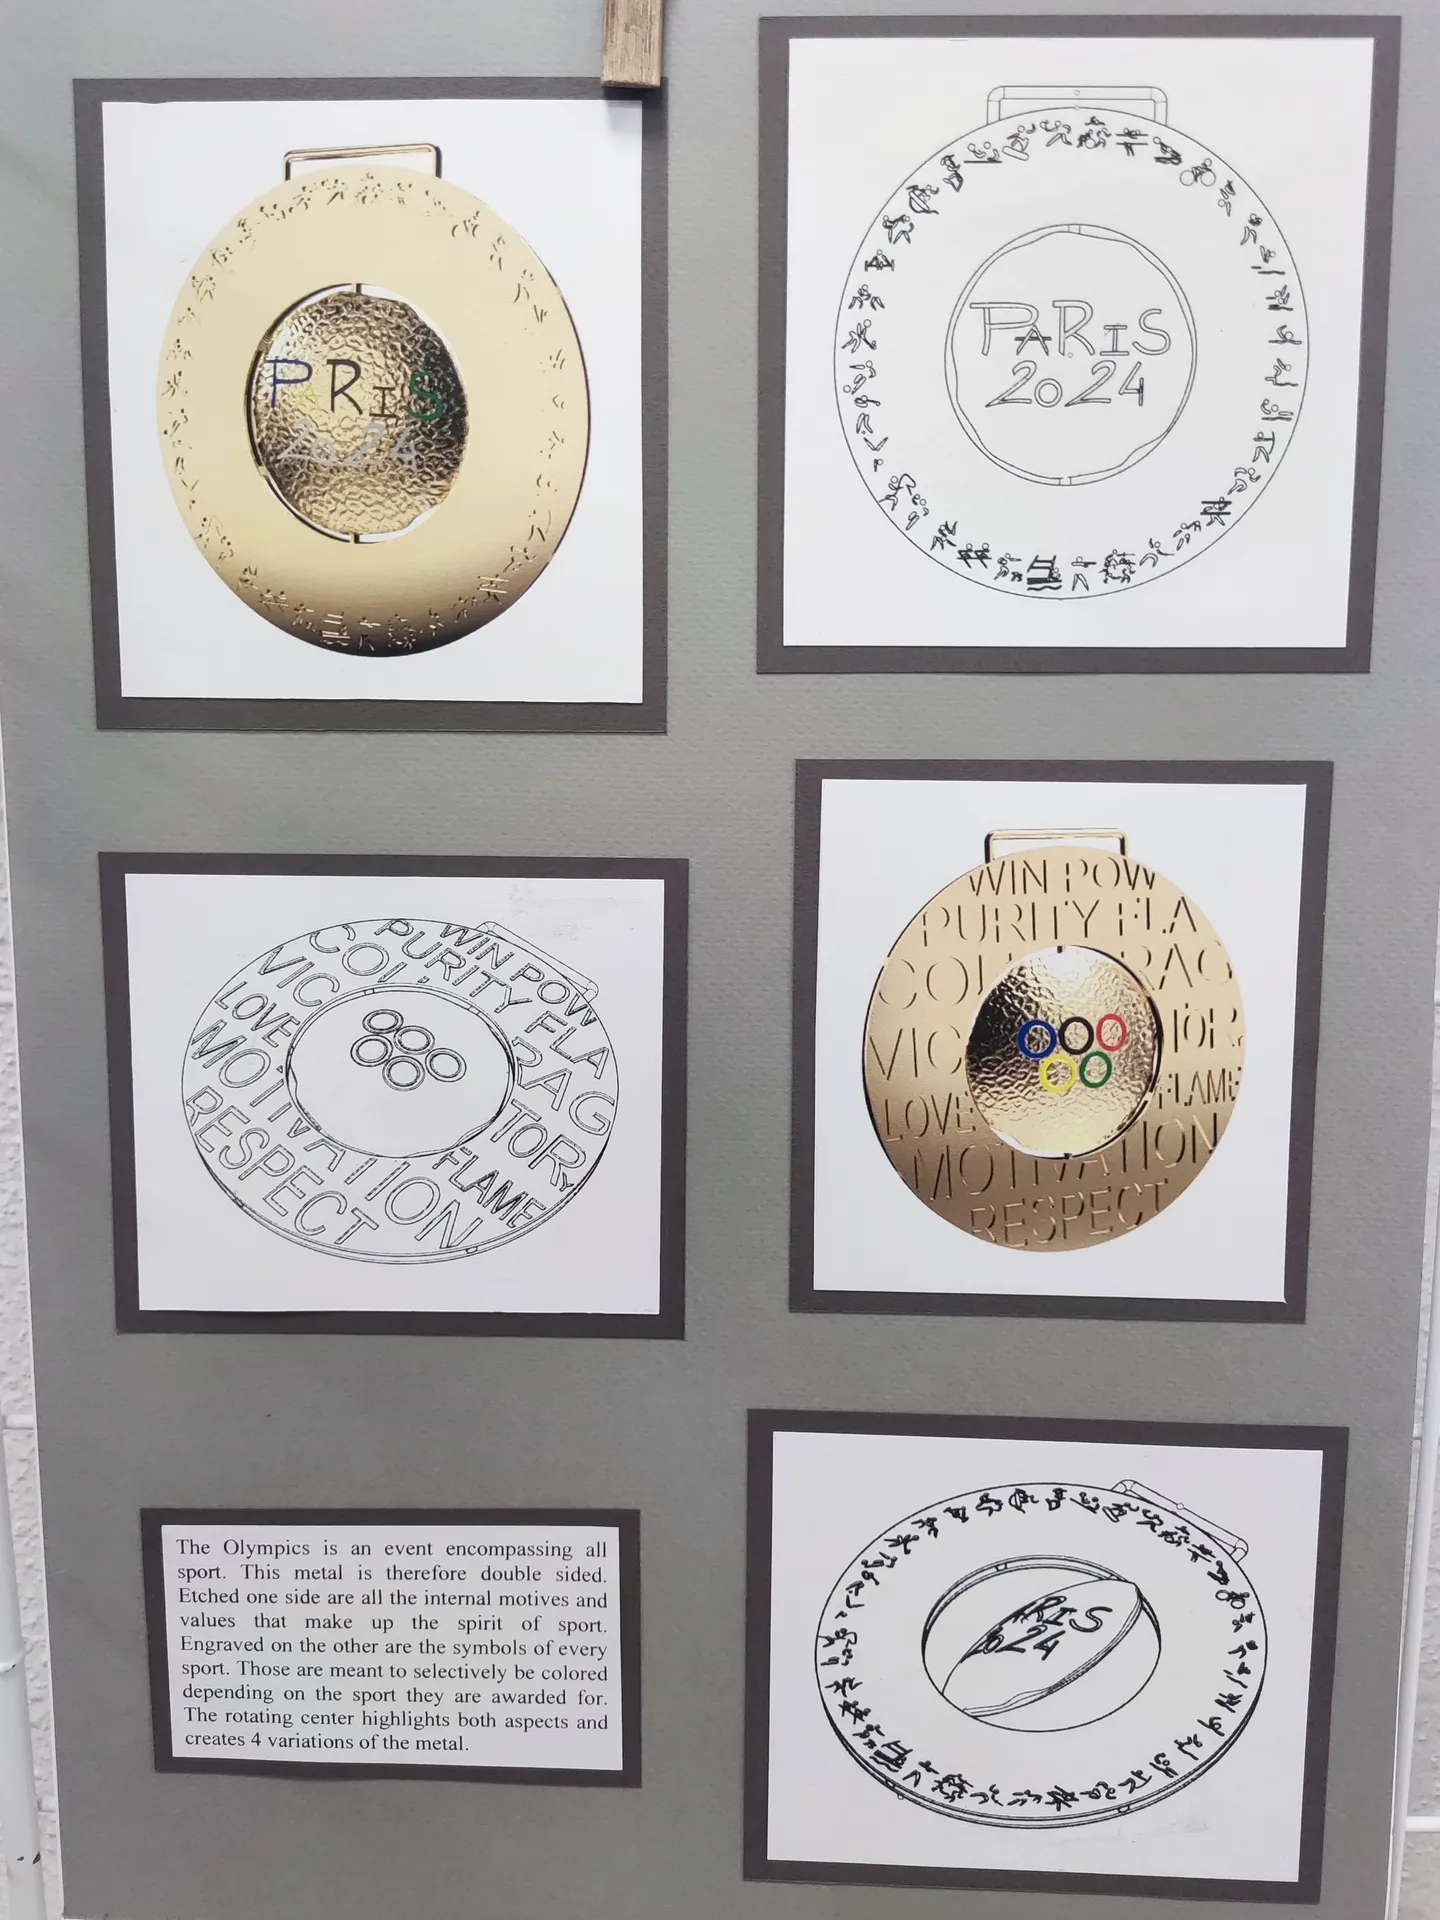 PARIS
2024
PARIS
2024
WIN POW
PURITY FLA
COU RAG
VIC TOR
LOVE FLAME
MOTIVATION
RESPECT
WIN POW
PURITY FLA
COU RAG
VIC TOR
LOVE FLAME
MOTIVATION
RESPECT
The Olympics is an event encompassing all
sport. This metal is therefore double sided.
Etched one side are all the internal motives and
values that make up the spirit of sport.
Engraved on the other are the symbols of every
sport. Those are meant to selectively be colored
depending on the sport they are awarded for.
The rotating center highlights both aspects and
creates 4 variations of the metal.
ARIS
2024